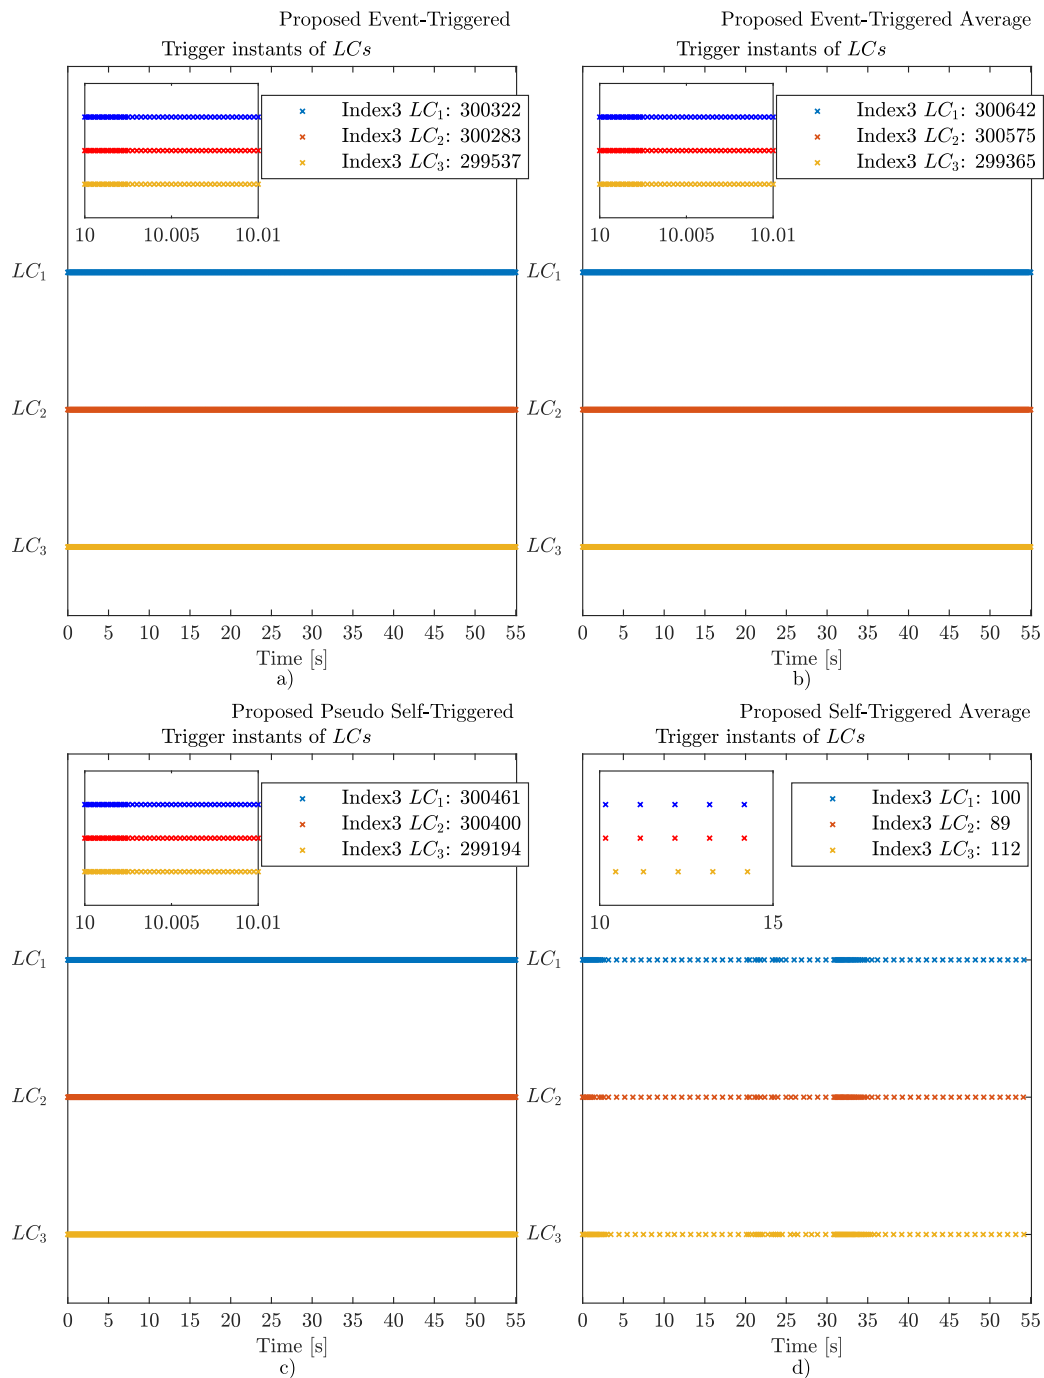 Proposed Event-Triggered
Trigger instants of LCs
Index3 LC₁: 300322
Index3 LC₂: 300283
Index3 LC₃: 299537
10 10.005 10.01
LC₁
LC₂
LC₃
0 5 10 15 20 25 30 35 40 45 50 55
Time [s]
a)
Proposed Event-Triggered Average
Trigger instants of LCs
Index3 LC₁: 300642
Index3 LC₂: 300575
Index3 LC₃: 299365
10 10.005 10.01
LC₁
LC₂
LC₃
0 5 10 15 20 25 30 35 40 45 50 55
Time [s]
b)
Proposed Pseudo Self-Triggered
Trigger instants of LCs
Index3 LC₁: 300461
Index3 LC₂: 300400
Index3 LC₃: 299194
10 10.005 10.01
LC₁
LC₂
LC₃
0 5 10 15 20 25 30 35 40 45 50 55
Time [s]
c)
Proposed Self-Triggered Average
Trigger instants of LCs
Index3 LC₁: 100
Index3 LC₂: 89
Index3 LC₃: 112
10 15
LC₁
LC₂
LC₃
0 5 10 15 20 25 30 35 40 45 50 55
Time [s]
d)